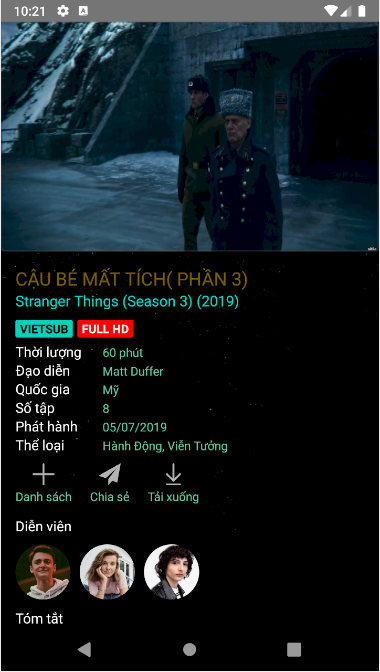 10:21 A
CẬU BÉ MẤT TÍCH( PHẦN 3)
Stranger Things (Season 3) (2019)
VIETSUB FULL HD
Thời lượng 60 phút
Đạo diễn Matt Duffer
Quốc gia Mỹ
Số tập 8
Phát hành 05/07/2019
Thể loại Hành Động, Viễn Tưởng
Danh sách Chia sẻ Tải xuống
Diễn viên
Tóm tắt